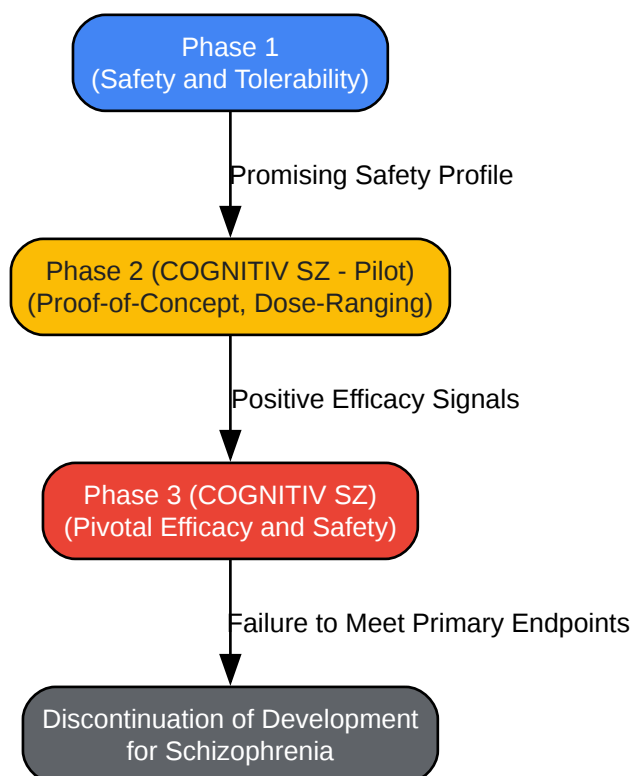 Phase 1
(Safety and Tolerability)
Promising Safety Profile
Phase 2 (COGNITIV SZ - Pilot)
(Proof-of-Concept, Dose-Ranging)
Positive Efficacy Signals
Phase 3 (COGNITIV SZ)
(Pivotal Efficacy and Safety)
Failure to Meet Primary Endpoints
Discontinuation of Development
for Schizophrenia